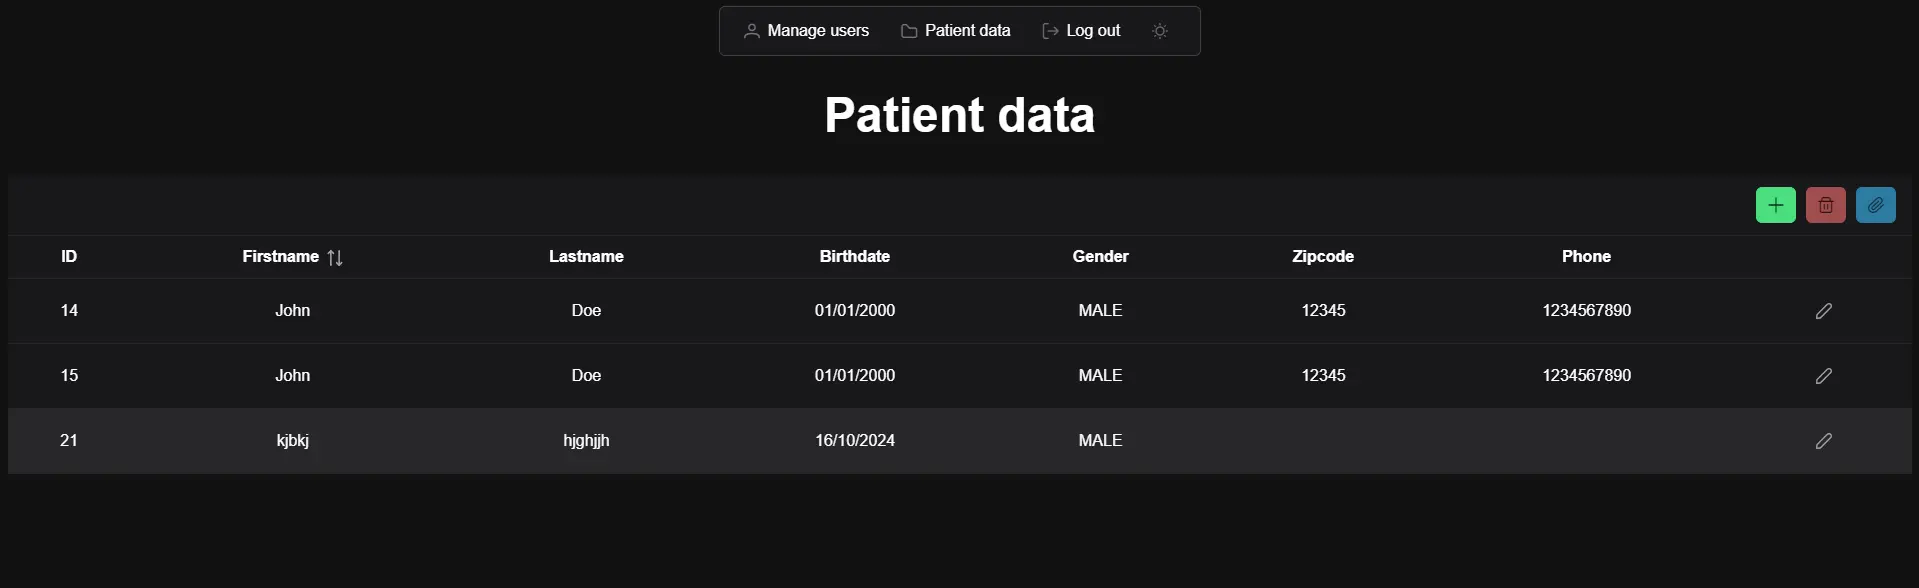 Manage users Patient data Log out
Patient data
ID Firstname Lastname Birthdate Gender Zipcode Phone
14 John Doe 01/01/2000 MALE 12345 1234567890
15 John Doe 01/01/2000 MALE 12345 1234567890
21 kjbkj hjghjjh 16/10/2024 MALE